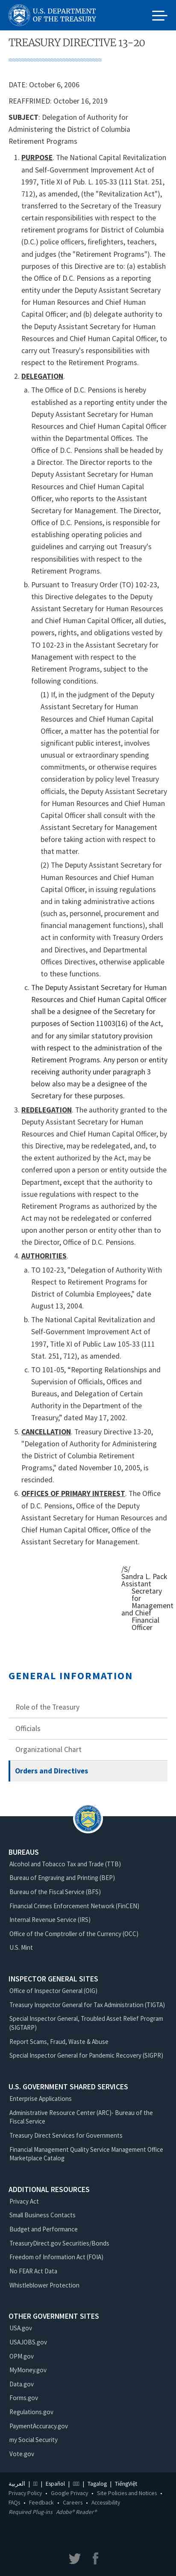 U.S. DEPARTMENT
OF THE TREASURY
TREASURY DIRECTIVE 13-20
DATE: October 6, 2006
REAFFRIMED: October 16, 2019
SUBJECT: Delegation of Authority for
Administering the District of Columbia
Retirement Programs
1. PURPOSE. The National Capital Revitalization
and Self-Government Improvement Act of
1997, Title XI of Pub. L. 105-33 (111 Stat. 251,
712), as amended, (the "Revitalization Act"),
transferred to the Secretary of the Treasury
certain responsibilities with respect to the
retirement programs for District of Columbia
(D.C.) police officers, firefighters, teachers,
and judges (the "Retirement Programs"). The
purposes of this Directive are to: (a) establish
the Office of D.C. Pensions as a reporting
entity under the Deputy Assistant Secretary
for Human Resources and Chief Human
Capital Officer; and (b) delegate authority to
the Deputy Assistant Secretary for Human
Resources and Chief Human Capital Officer, to
carry out Treasury's responsibilities with
respect to the Retirement Programs.
2. DELEGATION.
a. The Office of D.C. Pensions is hereby
established as a reporting entity under the
Deputy Assistant Secretary for Human
Resources and Chief Human Capital Officer
within the Departmental Offices. The
Office of D.C. Pensions shall be headed by
a Director. The Director reports to the
Deputy Assistant Secretary for Human
Resources and Chief Human Capital
Officer, who reports to the Assistant
Secretary for Management. The Director,
Office of D.C. Pensions, is responsible for
establishing operating policies and
guidelines and carrying out Treasury's
responsibilities with respect to the
Retirement Programs.
b. Pursuant to Treasury Order (TO) 102-23,
this Directive delegates to the Deputy
Assistant Secretary for Human Resources
and Chief Human Capital Officer, all duties,
powers, rights, and obligations vested by
TO 102-23 in the Assistant Secretary for
Management with respect to the
Retirement Programs, subject to the
following conditions.
(1) If, in the judgment of the Deputy
Assistant Secretary for Human
Resources and Chief Human Capital
Officer, a matter has the potential for
significant public interest, involves
unusual or extraordinary spending
commitments, or otherwise requires
consideration by policy level Treasury
officials, the Deputy Assistant Secretary
for Human Resources and Chief Human
Capital Officer shall consult with the
Assistant Secretary for Management
before taking action with respect to
that matter.
(2) The Deputy Assistant Secretary for
Human Resources and Chief Human
Capital Officer, in issuing regulations
and in taking administrative actions
(such as, personnel, procurement and
financial management functions), shall
act in conformity with Treasury Orders
and Directives, and Departmental
Offices Directives, otherwise applicable
to these functions.
c. The Deputy Assistant Secretary for Human
Resources and Chief Human Capital Officer
shall be a designee of the Secretary for
purposes of Section 11003(16) of the Act,
and for any similar statutory provision
with respect to the administration of the
Retirement Programs. Any person or entity
receiving authority under paragraph 3
below also may be a designee of the
Secretary for these purposes.
3. REDELEGATION. The authority granted to the
Deputy Assistant Secretary for Human
Resources and Chief Human Capital Officer, by
this Directive, may be redelegated, and, to
the extent authorized by the Act, may be
conferred upon a person or entity outside the
Department, except that the authority to
issue regulations with respect to the
Retirement Programs that are authorized by
the Act may not be redelegated or conferred
upon any other person or entity other than to
the Director, Office of D.C. Pensions.
4. AUTHORITIES.
a. TO 102-23, "Delegation of Authority With
Respect to Retirement Programs for
District of Columbia Employees," date
August 13, 2004.
b. The National Capital Revitalization and
Self-Government Improvement Act of
1997, Title XI of Public Law 105-33 (111
Stat. 251, 712), as amended.
c. TO 101-05, "Reporting Relationships and
Supervision of Officials, Offices and
Bureaus, and Delegation of Certain
Authority in the Department of the
Treasury," dated May 17, 2002.
5. CANCELLATION. Treasury Directive 13-20,
"Delegation of Authority for Administering
the District of Columbia Retirement
Programs," dated November 10, 2005, is
rescinded.
6. OFFICES OF PRIMARY INTEREST. The Office
of D.C. Pensions, Office of the Deputy
Assistant Secretary for Human Resources and
Chief Human Capital Officer, Office of the
Assistant Secretary for Management.
/S/
Sandra L. Pack
Assistant
Secretary
for
Management
and Chief
Financial
Officer
GENERAL INFORMATION
Role of the Treasury
Officials
Organizational Chart
Orders and Directives
BUREAUS
Alcohol and Tobacco Tax and Trade (TTB)
Bureau of Engraving and Printing (BEP)
Bureau of the Fiscal Service (BFS)
Financial Crimes Enforcement Network (FinCEN)
Internal Revenue Service (IRS)
Office of the Comptroller of the Currency (OCC)
U.S. Mint
INSPECTOR GENERAL SITES
Office of Inspector General (OIG)
Treasury Inspector General for Tax Administration (TIGTA)
Special Inspector General, Troubled Asset Relief Program
(SIGTARP)
Report Scams, Fraud, Waste & Abuse
Special Inspector General for Pandemic Recovery (SIGPR)
U.S. GOVERNMENT SHARED SERVICES
Enterprise Applications
Administrative Resource Center (ARC)- Bureau of the
Fiscal Service
Treasury Direct Services for Governments
Financial Management Quality Service Management Office
Marketplace Catalog
ADDITIONAL RESOURCES
Privacy Act
Small Business Contacts
Budget and Performance
TreasuryDirect.gov Securities/Bonds
Freedom of Information Act (FOIA)
No FEAR Act Data
Whistleblower Protection
OTHER GOVERNMENT SITES
USA.gov
USAJOBS.gov
OPM.gov
MyMoney.gov
Data.gov
Forms.gov
Regulations.gov
PaymentAccuracy.gov
my Social Security
Vote.gov
العربية | | Español | | Tagalog | TiếngViệt
Privacy Policy • Google Privacy • Site Policies and Notices •
FAQs • Feedback • Careers • Accessibility
Required Plug-ins Adobe® Reader®